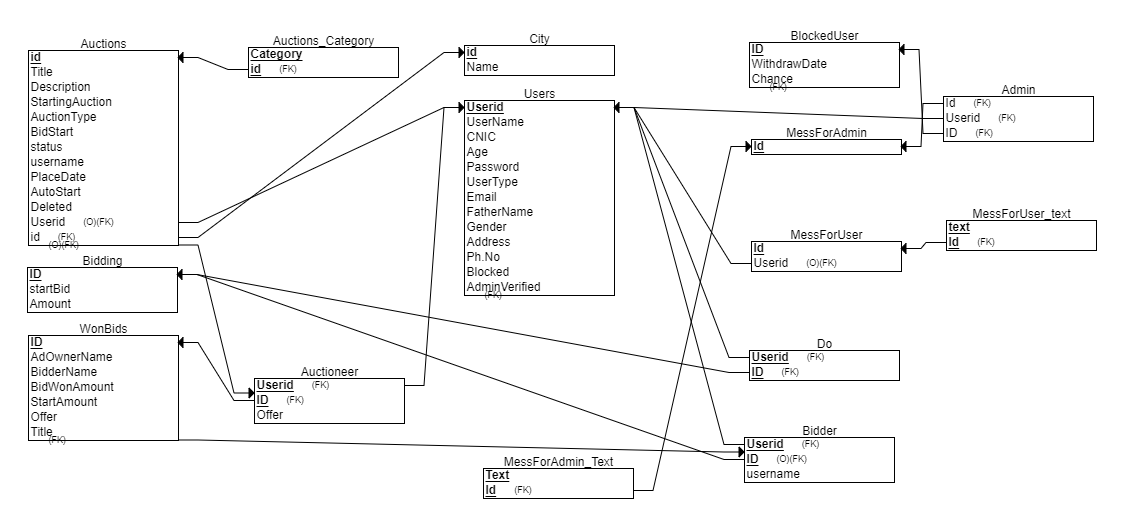 Auctions
id
Title
Description
StartingAuction
AuctionType
BidStart
status
username
PlaceDate
AutoStart
Deleted
Userid (O)(FK)
id (FK)
(O)(FK)
Auctions_Category
Category
id (FK)
City
id
Name
Users
Userid
UserName
CNIC
Age
Password
UserType
Email
FatherName
Gender
Address
Ph.No
Blocked
AdminVerified
(FK)
BlockedUser
ID
WithdrawDate
Chance
(FK)
Admin
Id (FK)
Userid (FK)
ID (FK)
MessForAdmin
Id
MessForUser_text
text
Id (FK)
MessForUser
Id
Userid (O)(FK)
Bidding
ID
startBid
Amount
WonBids
ID
AdOwnerName
BidderName
BidWonAmount
StartAmount
Offer
Title
(FK)
Auctioneer
Userid (FK)
ID (FK)
Offer
Do
Userid (FK)
ID (FK)
Bidder
Userid (FK)
ID (O)(FK)
username
MessForAdmin_Text
Text
Id (FK)